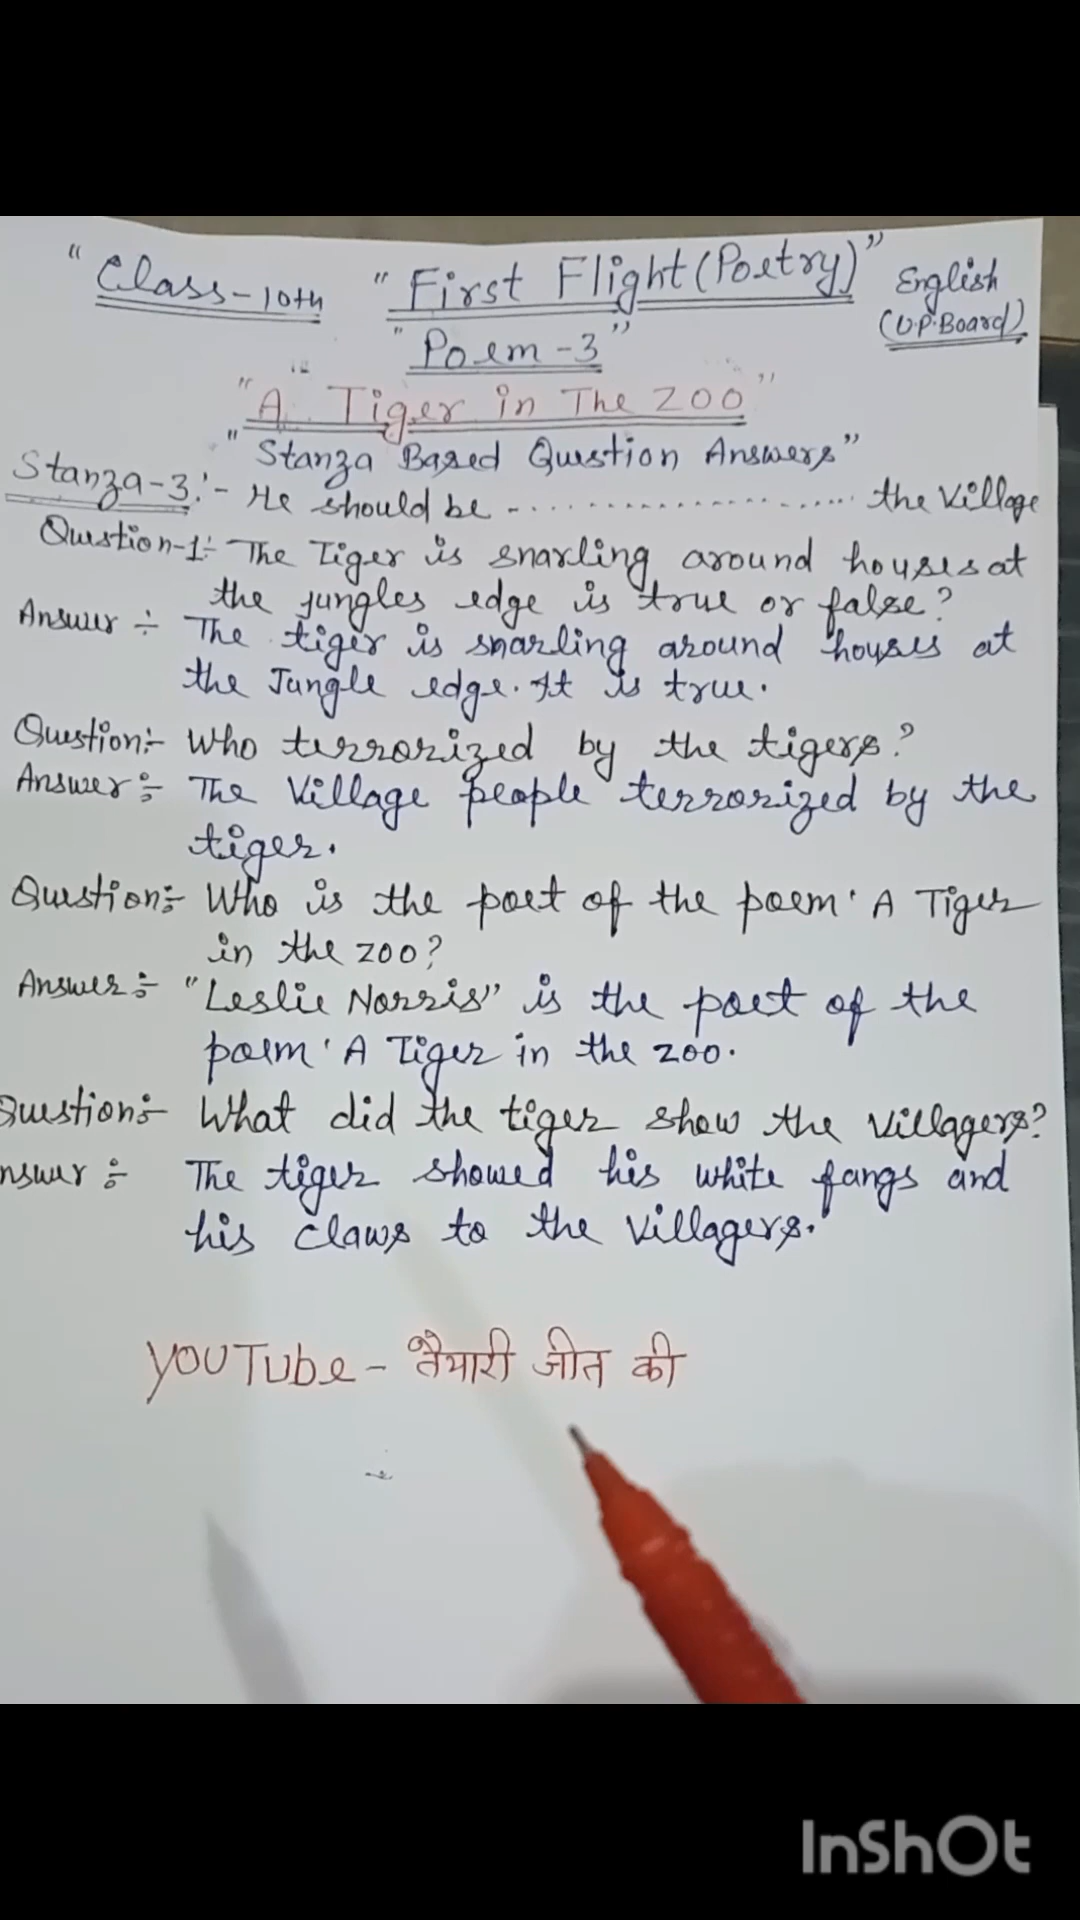 "Class-10th "First Flight (Poetry)" English
(U.P. Board)
"Poem-3"
"A Tiger in The Zoo"
"Stanza Based Question Answers"
Stanza-3:- He should be ................... the village
Question-1:- The Tiger is snarling around houses at
the jungles edge is true or false?
Answer ÷ The tiger is snarling around houses at
the Jungle edge. It is true.
Question:- Who terrorized by the tigers?
Answer ÷ The Village people terrorized by the
tiger.
Question:- Who is the poet of the poem 'A Tiger
in the zoo?
Answer ÷ "Leslie Norris" is the poet of the
poem 'A Tiger in the zoo.
Question:- What did the tiger show the villagers?
nswer ÷ The tiger showed his white fangs and
his claws to the villagers.
YOUTube - तैयारी जीत की
InShOt